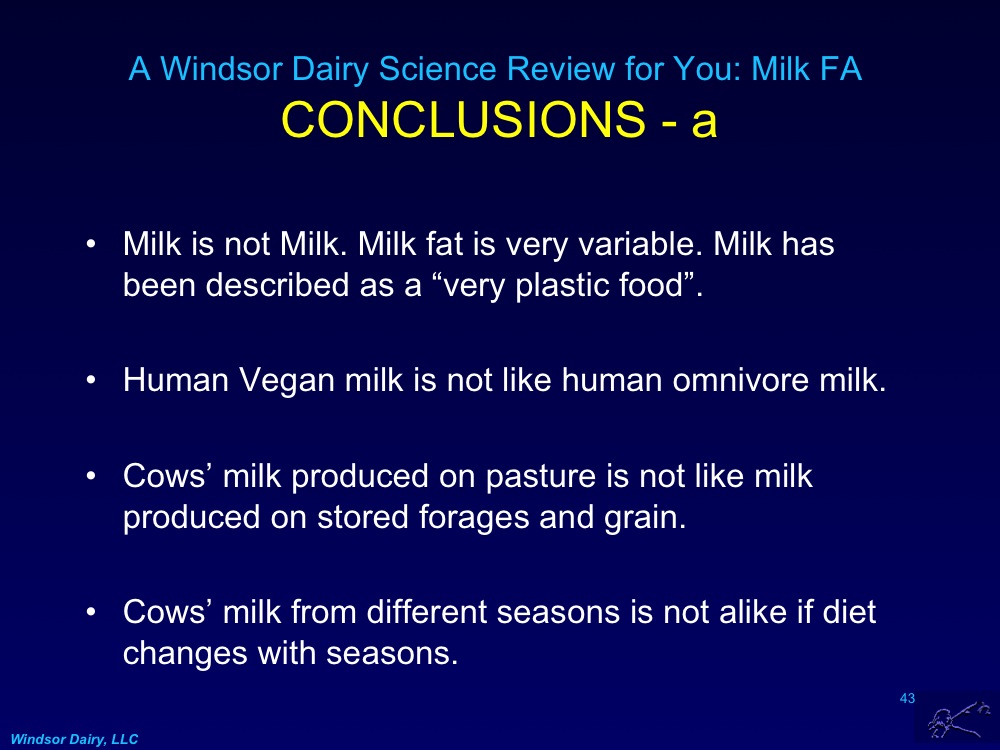 A Windsor Dairy Science Review for You: Milk FA
CONCLUSIONS - a
• Milk is not Milk. Milk fat is very variable. Milk has
been described as a “very plastic food”.
• Human Vegan milk is not like human omnivore milk.
• Cows’ milk produced on pasture is not like milk
produced on stored forages and grain.
• Cows’ milk from different seasons is not alike if diet
changes with seasons.
43
Windsor Dairy, LLC